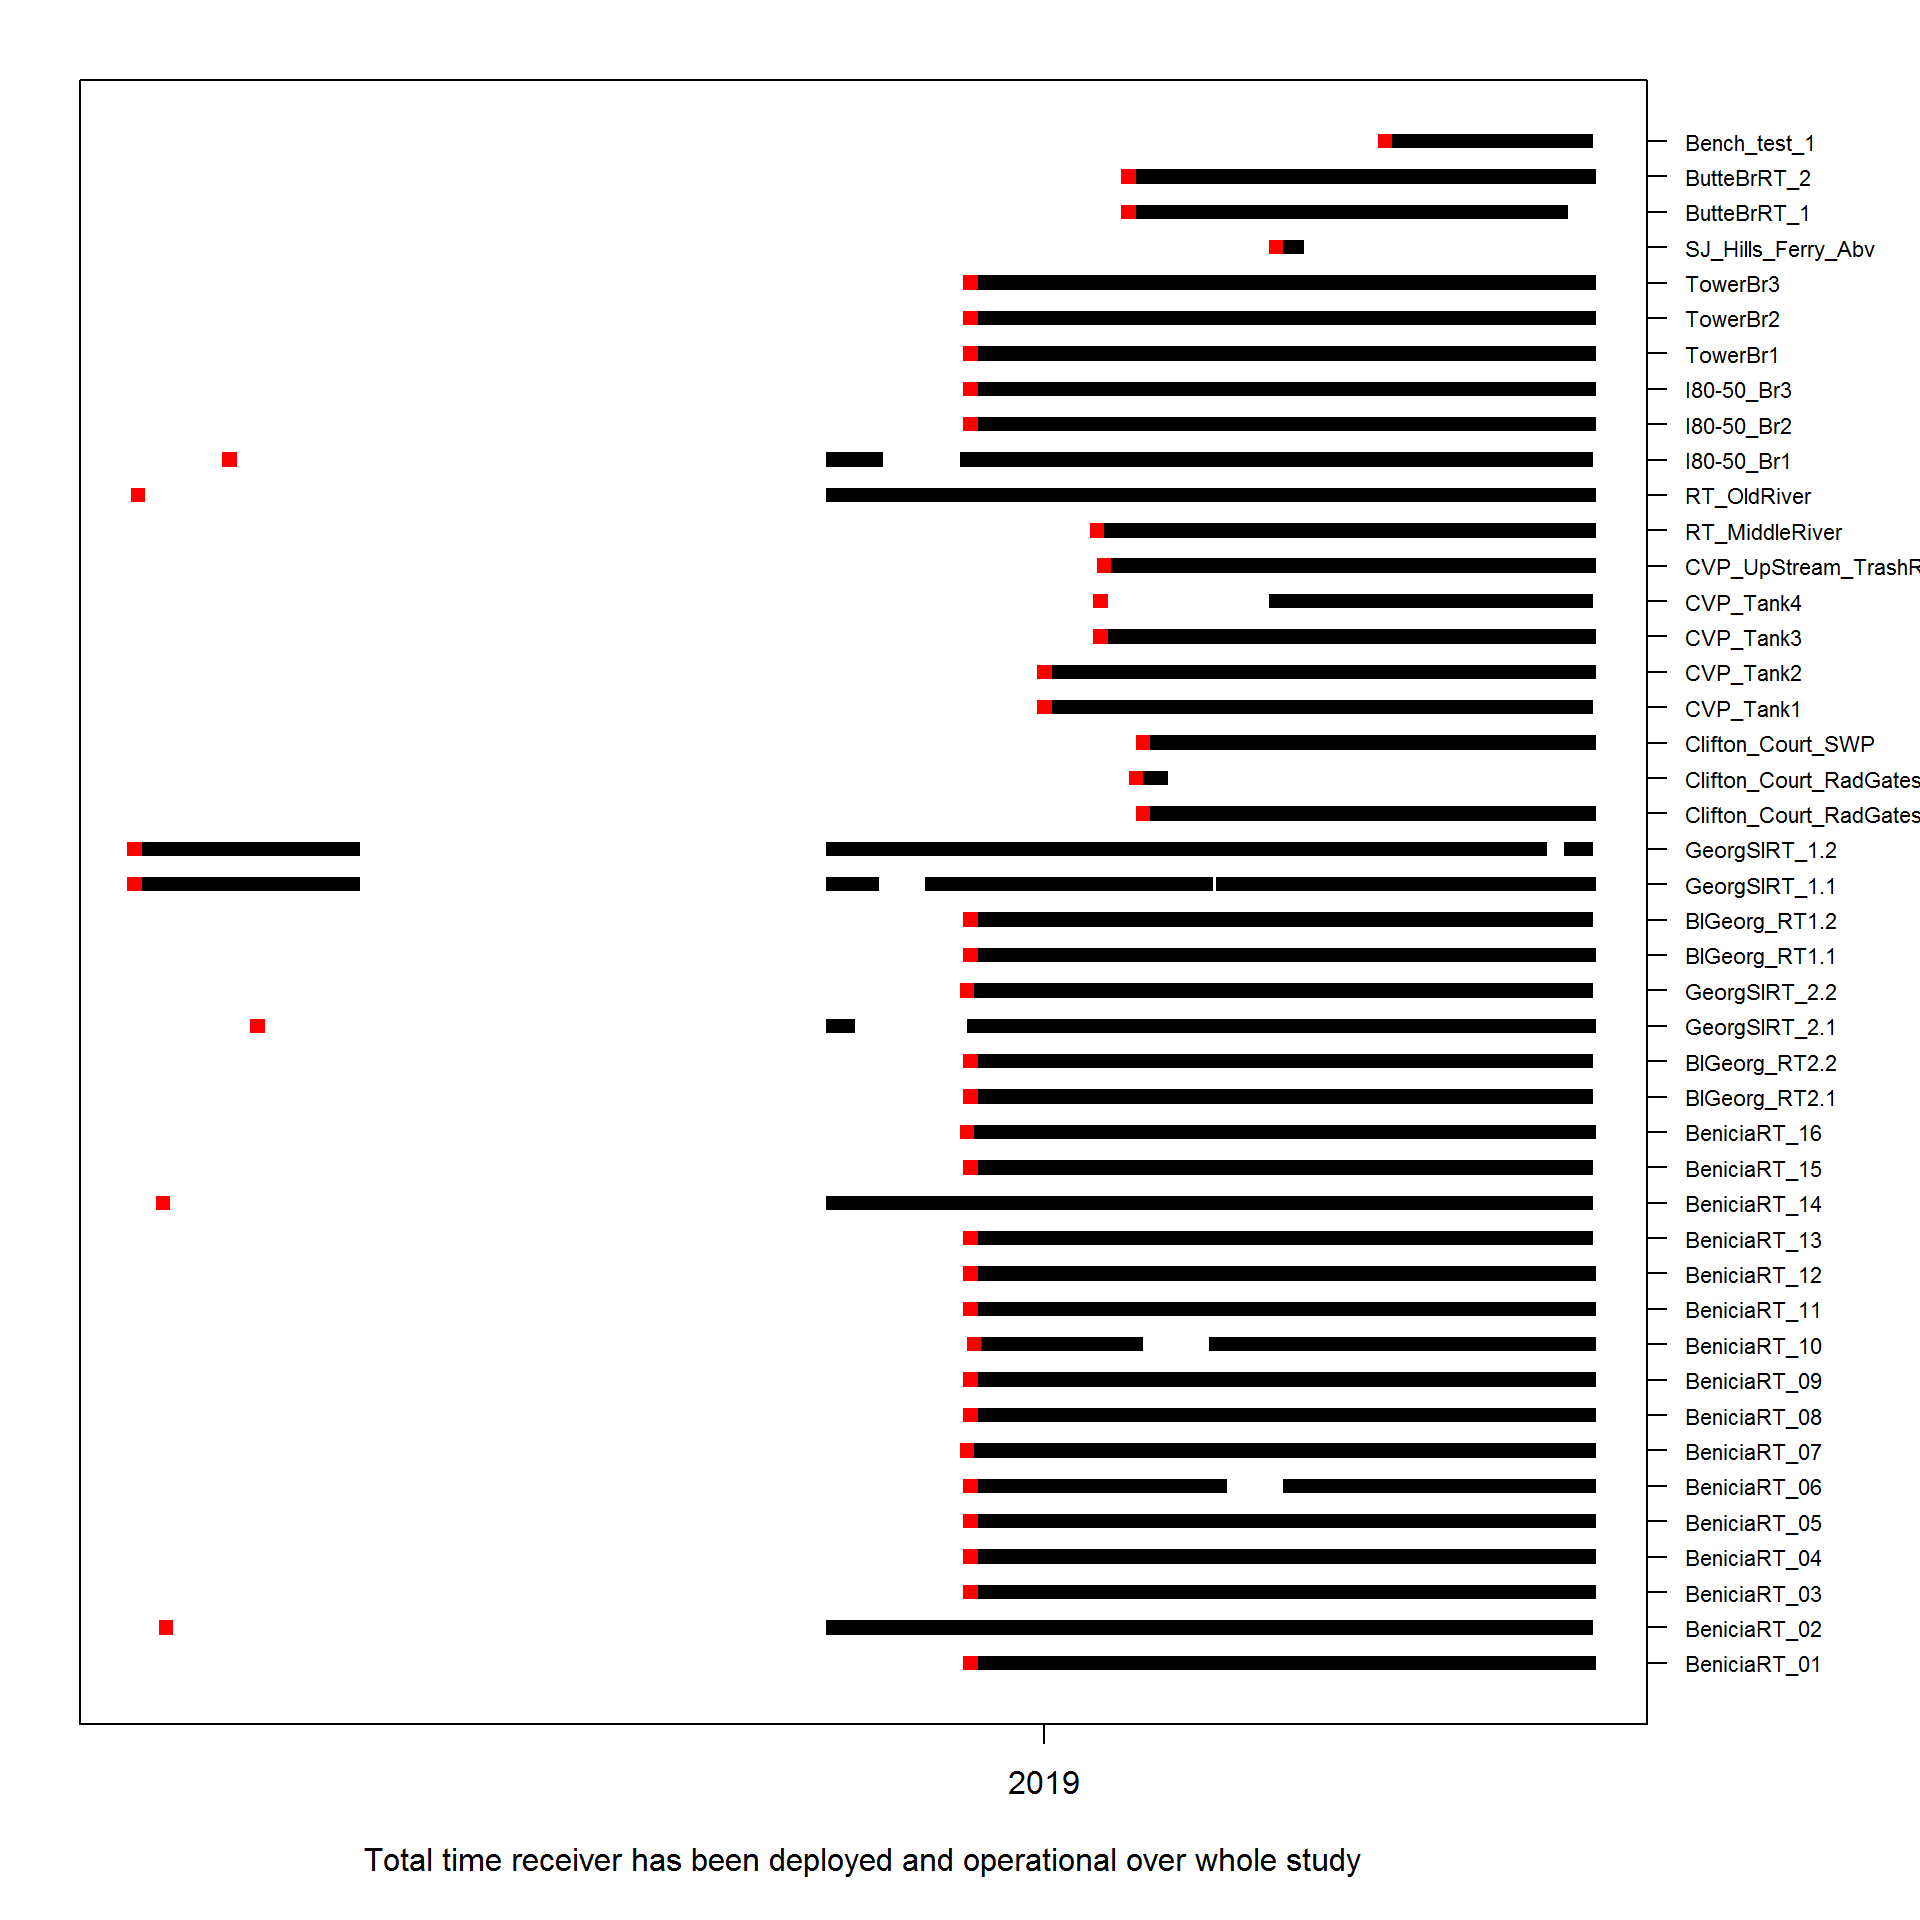 Bench_test_1
ButteBrRT_2
ButteBrRT_1
SJ_Hills_Ferry_Abv
TowerBr3
TowerBr2
TowerBr1
I80-50_Br3
I80-50_Br2
I80-50_Br1
RT_OldRiver
RT_MiddleRiver
CVP_UpStream_TrashR
CVP_Tank4
CVP_Tank3
CVP_Tank2
CVP_Tank1
Clifton_Court_SWP
Clifton_Court_RadGates
Clifton_Court_RadGates
GeorgSlRT_1.2
GeorgSlRT_1.1
BlGeorg_RT1.2
BlGeorg_RT1.1
GeorgSlRT_2.2
GeorgSlRT_2.1
BlGeorg_RT2.2
BlGeorg_RT2.1
BeniciaRT_16
BeniciaRT_15
BeniciaRT_14
BeniciaRT_13
BeniciaRT_12
BeniciaRT_11
BeniciaRT_10
BeniciaRT_09
BeniciaRT_08
BeniciaRT_07
BeniciaRT_06
BeniciaRT_05
BeniciaRT_04
BeniciaRT_03
BeniciaRT_02
BeniciaRT_01
2019
Total time receiver has been deployed and operational over whole study